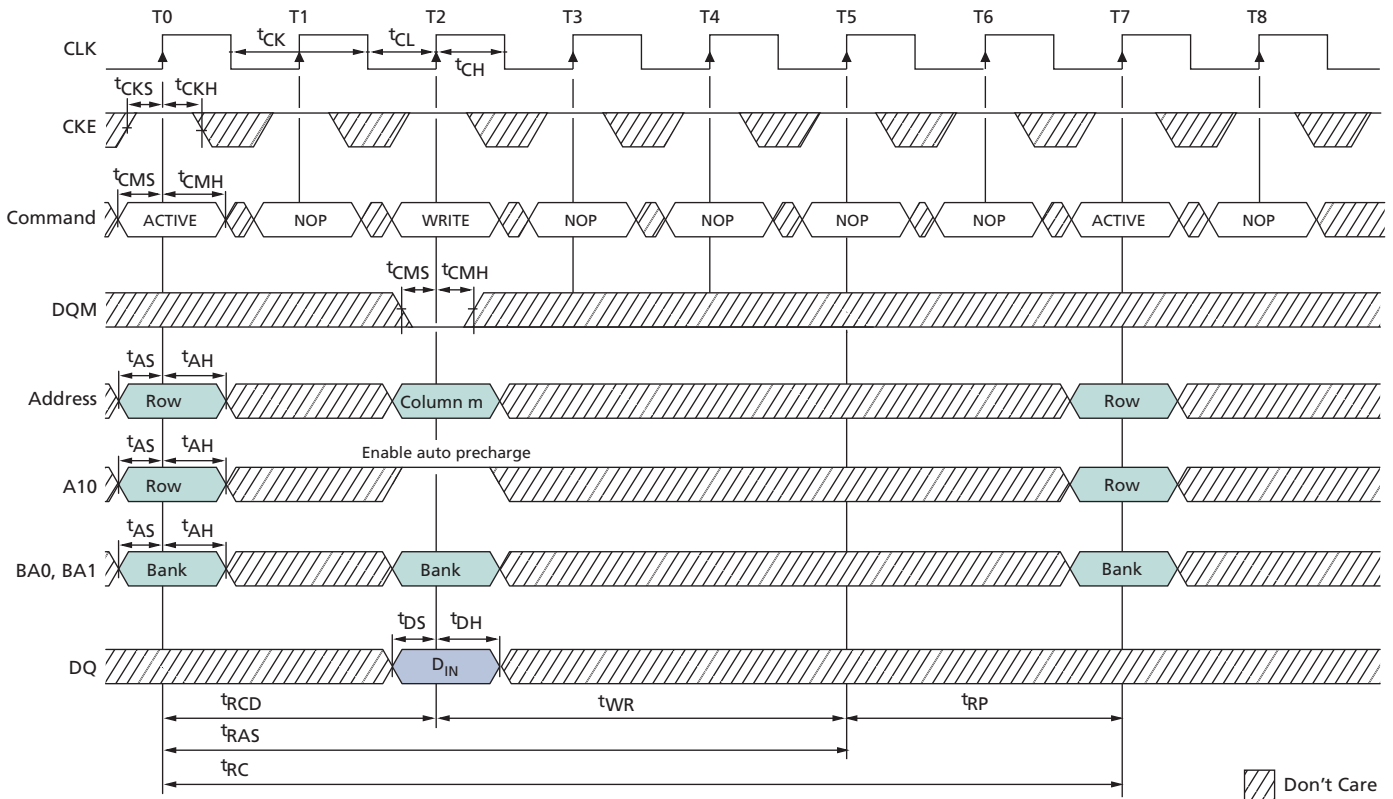 T0 T1 T2 T3 T4 T5 T6 T7 T8
CLK
tCK tCL
tCH
tCKS tCKH
CKE
tCMS tCMH
Command ACTIVE NOP WRITE NOP NOP NOP NOP ACTIVE NOP
tCMS tCMH
DQM
tAS tAH
Address Row Column m Row
tAS tAH
Enable auto precharge
A10 Row Row
tAS tAH
BA0, BA1 Bank Bank Bank
tDS tDH
DQ DIN
tRCD tWR tRP
tRAS
tRC
Don't Care